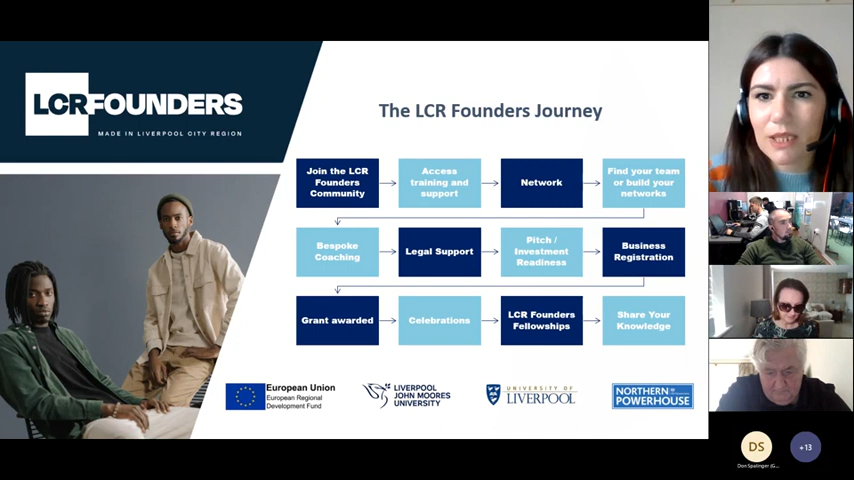 LCRFOUNDERS
MADE IN LIVERPOOL CITY REGION
The LCR Founders Journey
Join the LCR
Founders
Community
Access
training and
support
Network
Find your team
or build your
networks
Bespoke
Coaching
Legal Support
Pitch /
Investment
Readiness
Business
Registration
Grant awarded
Celebrations
LCR Founders
Fellowships
Share Your
Knowledge
European Union
European Regional
Development Fund
LIVERPOOL
JOHN MOORES
UNIVERSITY
UNIVERSITY OF
LIVERPOOL
NORTHERN
POWERHOUSE
DS
+13
Don Spalinger (G...